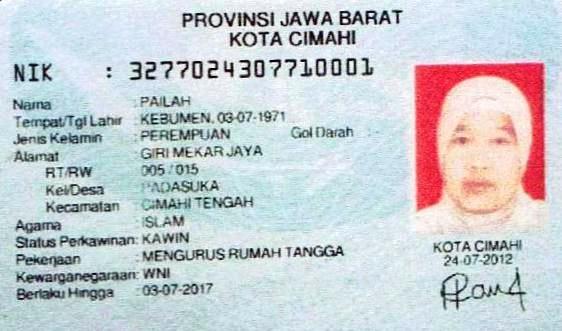 PROVINSI JAWA BARAT
KOTA CIMAHI
NIK : 3277024307710001
Nama : PAILAH
Tempat/Tgl Lahir : KEBUMEN, 03-07-1971
Jenis Kelamin : PEREMPUAN Gol Darah : -
Alamat : GIRI MEKAR JAYA
RT/RW : 005 / 015
Kel/Desa : PADASUKA
Kecamatan : CIMAHI TENGAH
Agama : ISLAM
Status Perkawinan: KAWIN
Pekerjaan : MENGURUS RUMAH TANGGA
Kewarganegaraan: WNI
Berlaku Hingga : 03-07-2017
KOTA CIMAHI
24-07-2012